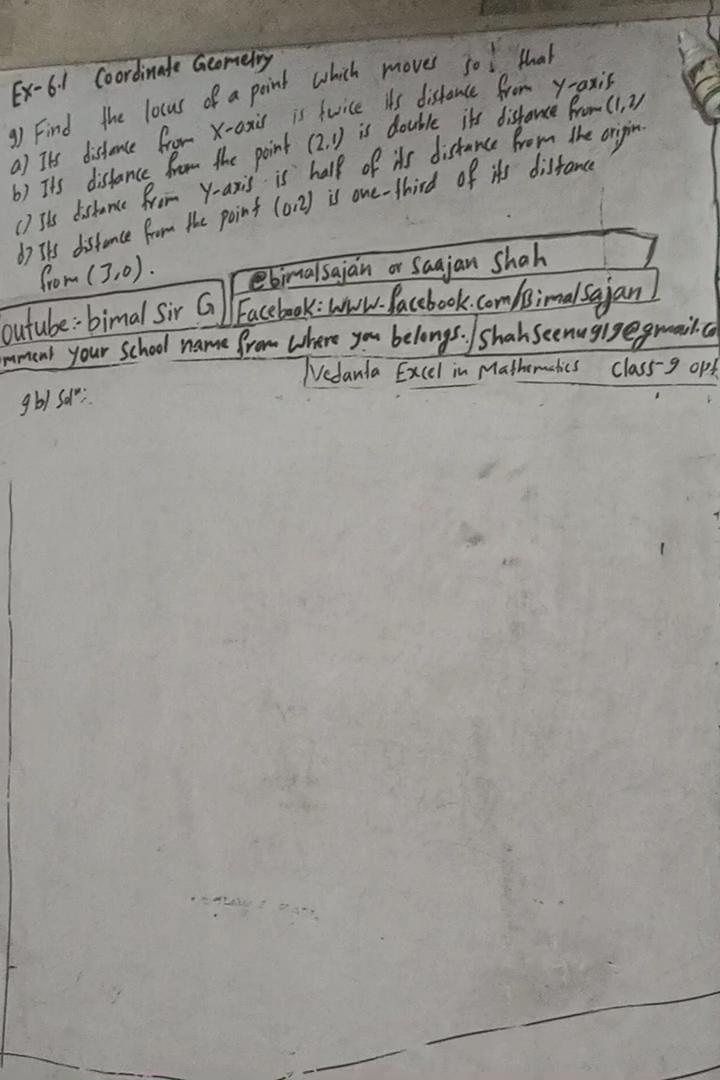 Ex-6.1 Coordinate Geometry
9) Find the locus of a point which moves so that
a) Its distance from X-axis is twice its distance from Y-axis
b) Its distance from the point (2,1) is double its distance from (1,2)
c) Its distance from Y-axis is half of its distance from the origin.
d) Its distance from the point (0,2) is one-third of its distance
from (3,0).
@bimalsajan or Saajan Shah
outube:- bimal Sir G
Facebook: www.facebook.com/Bimalsajan
mment your school name from where you belongs. / Shahseenu919@gmail.co
Vedanta Excel in Mathematics Class-9 opt
9 b) Solⁿ: